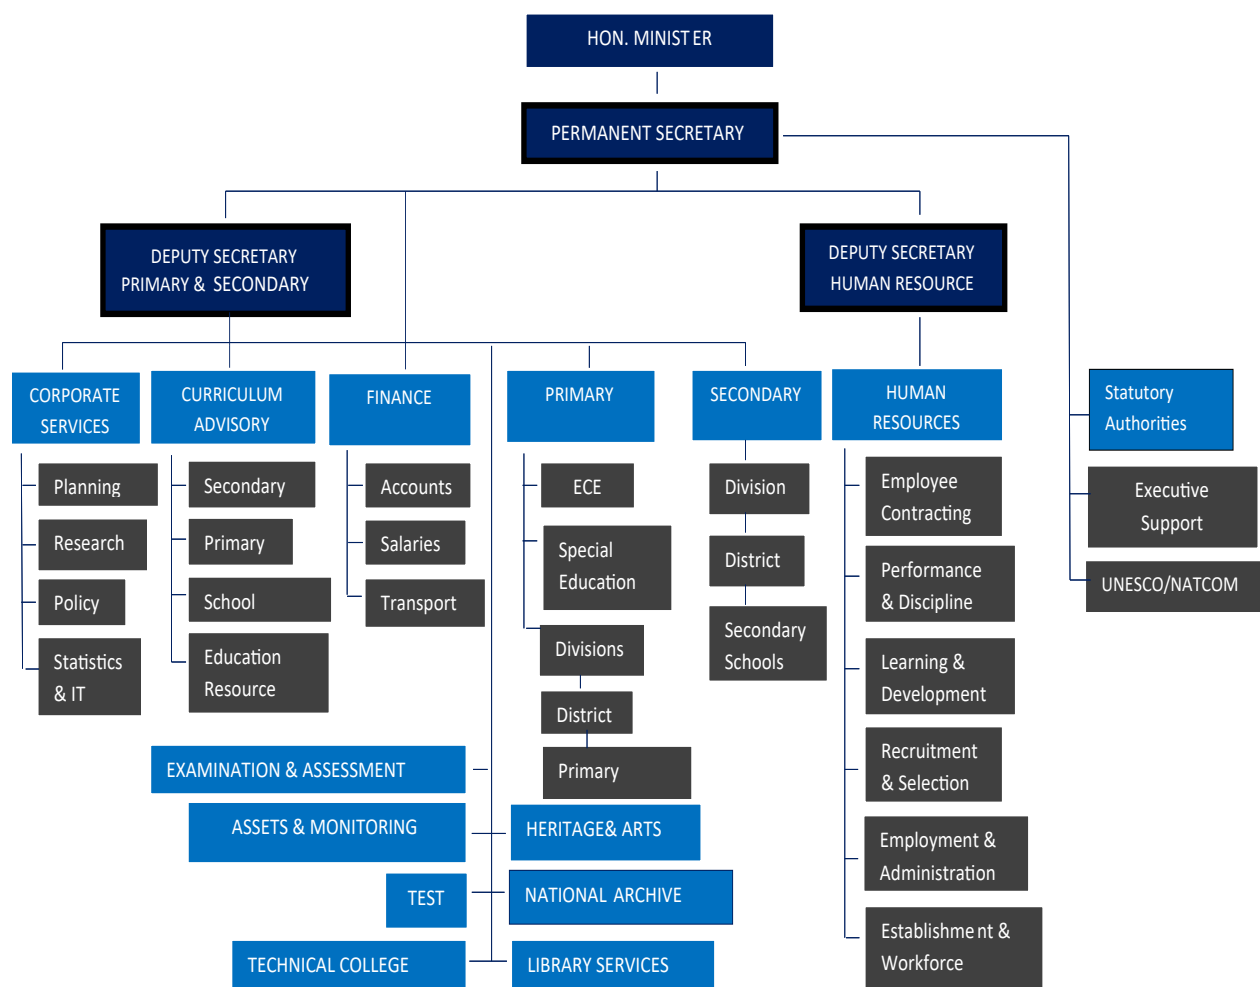 HON. MINIST ER
PERMANENT SECRETARY
DEPUTY SECRETARY
PRIMARY & SECONDARY
DEPUTY SECRETARY
HUMAN RESOURCE
CORPORATE
SERVICES
Planning
Research
Policy
Statistics
& IT
CURRICULUM
ADVISORY
Secondary
Primary
School
Education
Resource
FINANCE
Accounts
Salaries
Transport
PRIMARY
ECE
Special
Education
Divisions
District
Primary
SECONDARY
Division
District
Secondary
Schools
HUMAN
RESOURCES
Employee
Contracting
Performance
& Discipline
Learning &
Development
Recruitment
& Selection
Employment &
Administration
Establishment &
Workforce
Statutory
Authorities
Executive
Support
UNESCO/NATCOM
EXAMINATION & ASSESSMENT
ASSETS & MONITORING
HERITAGE& ARTS
TEST
NATIONAL ARCHIVE
TECHNICAL COLLEGE
LIBRARY SERVICES